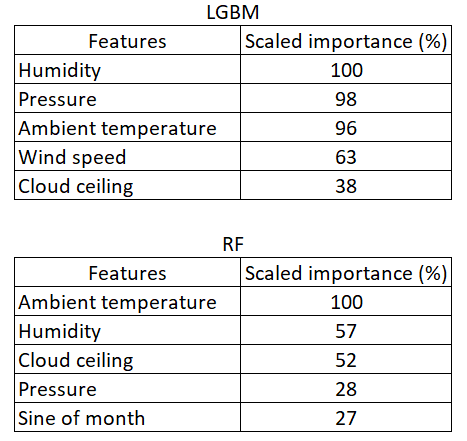 LGBM
Features Scaled importance (%)
Humidity 100
Pressure 98
Ambient temperature 96
Wind speed 63
Cloud ceiling 38
RF
Features Scaled importance (%)
Ambient temperature 100
Humidity 57
Cloud ceiling 52
Pressure 28
Sine of month 27